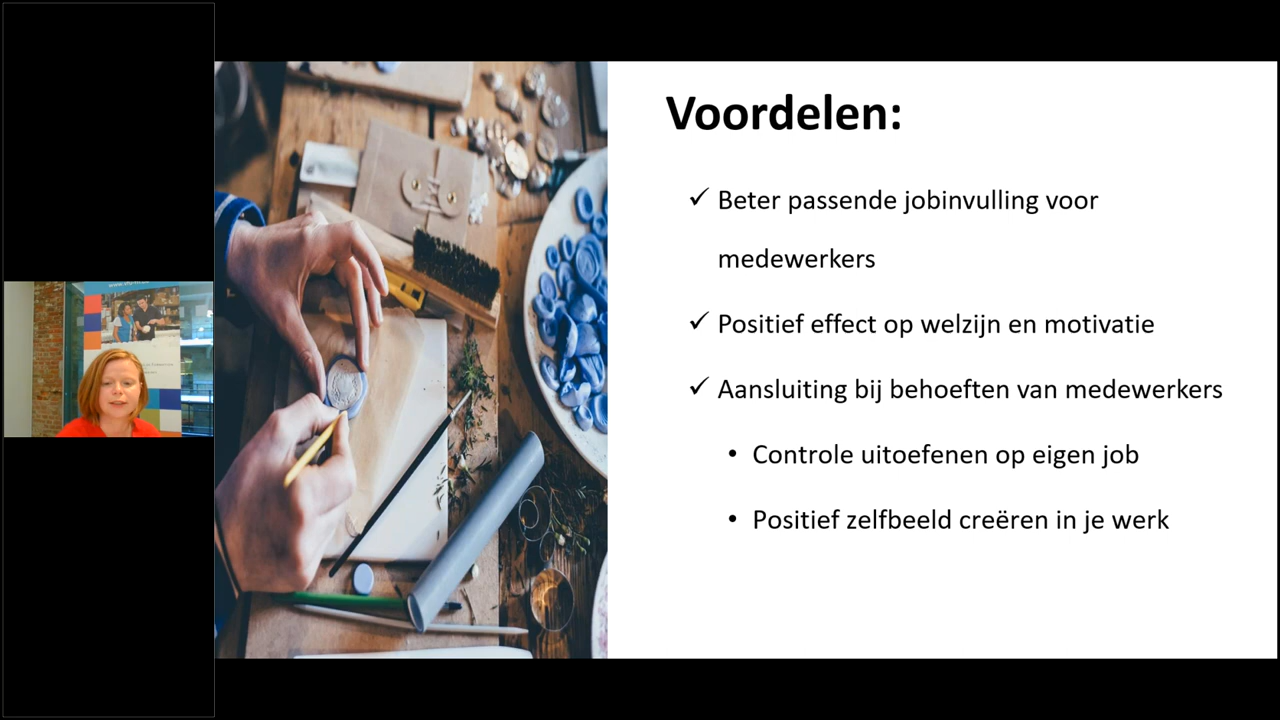 Voordelen:
✓ Beter passende jobinvulling voor
medewerkers
✓ Positief effect op welzijn en motivatie
✓ Aansluiting bij behoeften van medewerkers
• Controle uitoefenen op eigen job
• Positief zelfbeeld creëren in je werk